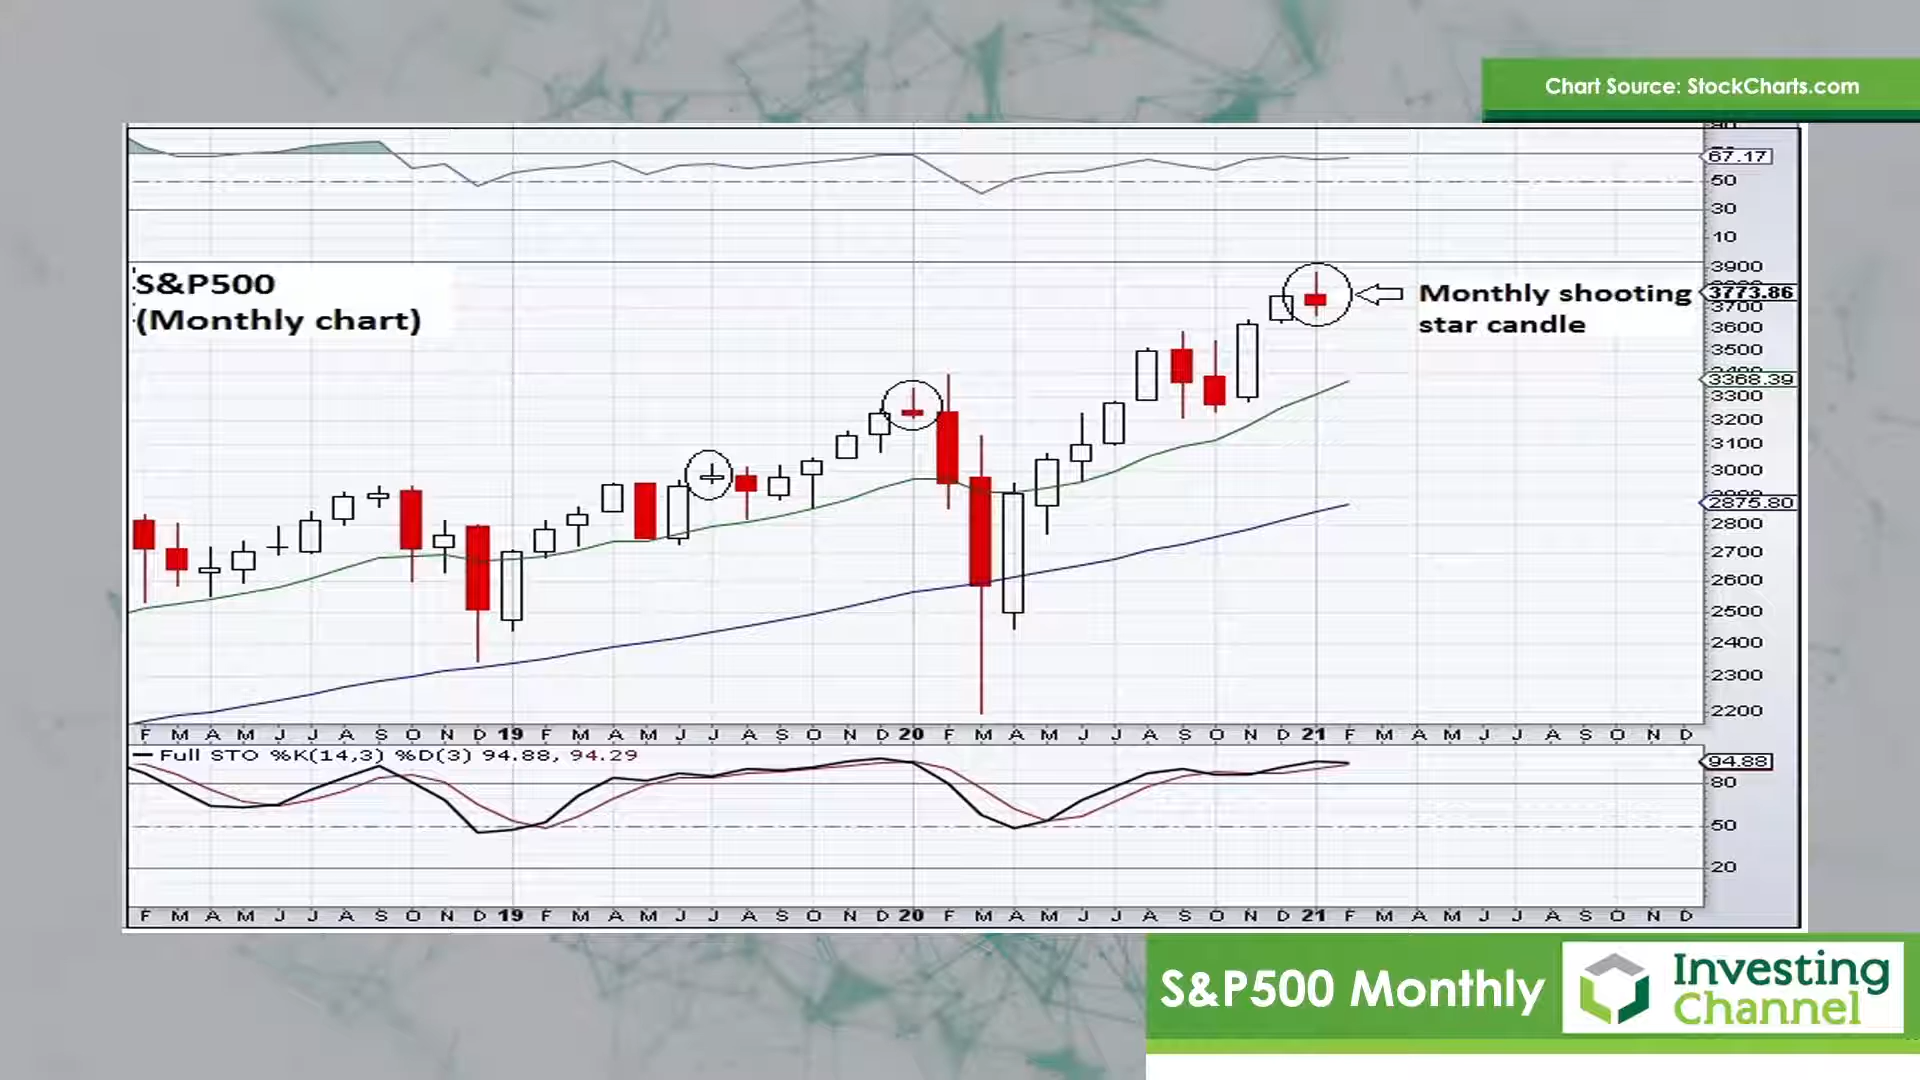 Chart Source: StockCharts.com
67.17
50
30
10
S&P500
(Monthly chart)
Monthly shooting
star candle
3900
3773.86
3700
3600
3500
3368.39
3300
3200
3100
3000
2875.80
2800
2700
2600
2500
2400
2300
2200
F M A M J J A S O N D 19 F M A M J J A S O N D 20 F M A M J J A S O N D 21 F M A M J J A S O N D
Full STO %K(14,3) %D(3) 94.88, 94.29
94.88
80
50
20
F M A M J J A S O N D 19 F M A M J J A S O N D 20 F M A M J J A S O N D 21 F M A M J J A S O N D
S&P500 Monthly
Investing
Channel